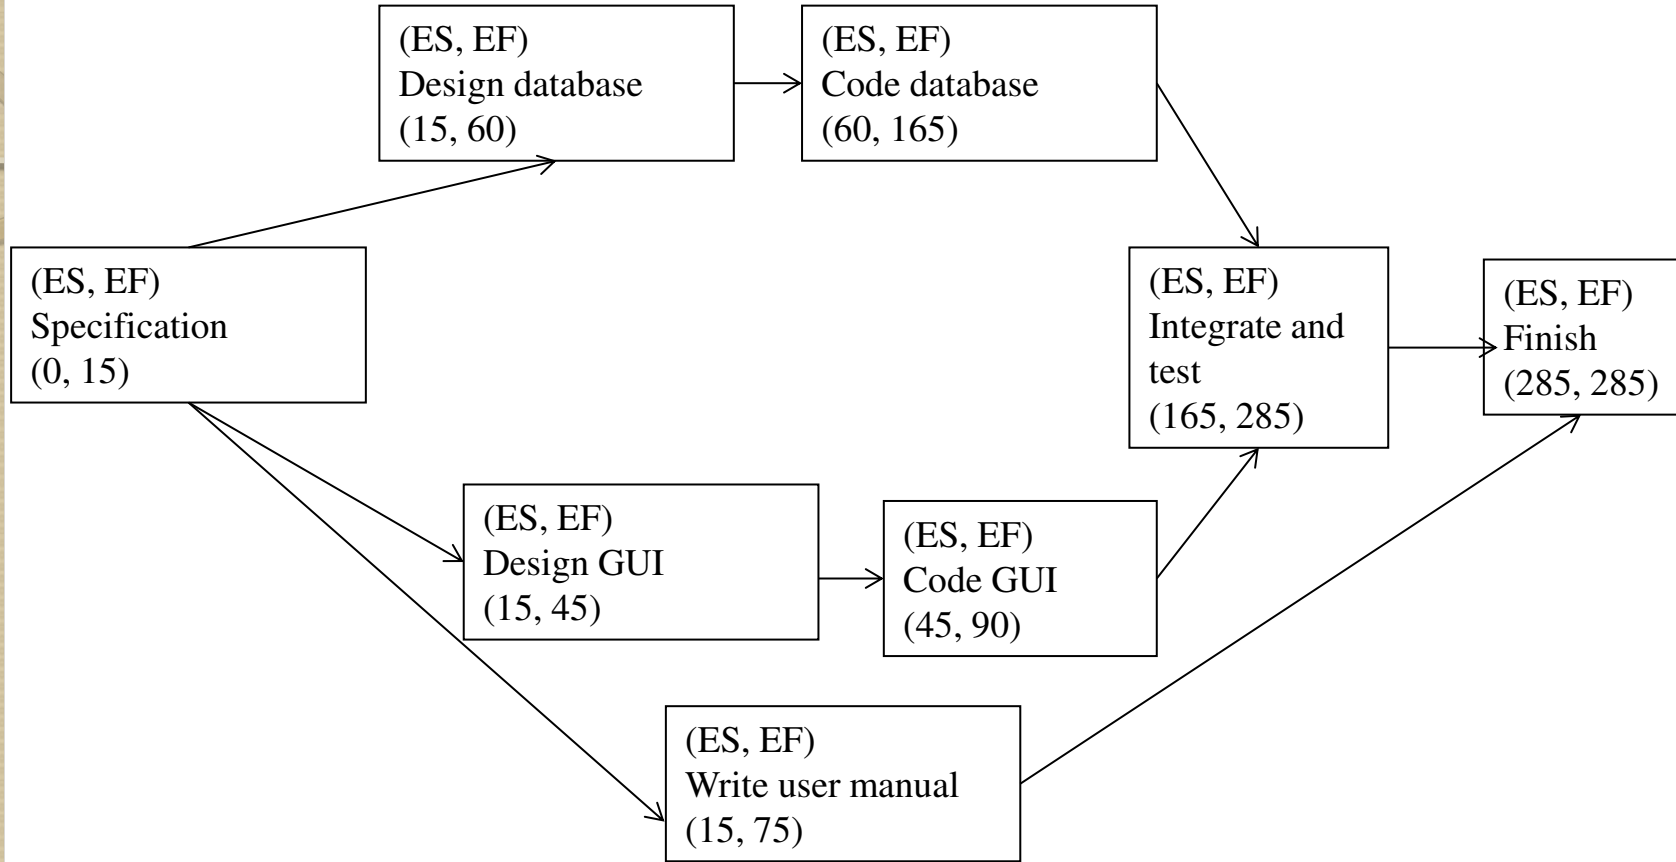 (ES, EF)
Design database
(15, 60)
(ES, EF)
Code database
(60, 165)
(ES, EF)
Specification
(0, 15)
(ES, EF)
Integrate and
test
(165, 285)
(ES, EF)
Finish
(285, 285)
(ES, EF)
Design GUI
(15, 45)
(ES, EF)
Code GUI
(45, 90)
(ES, EF)
Write user manual
(15, 75)